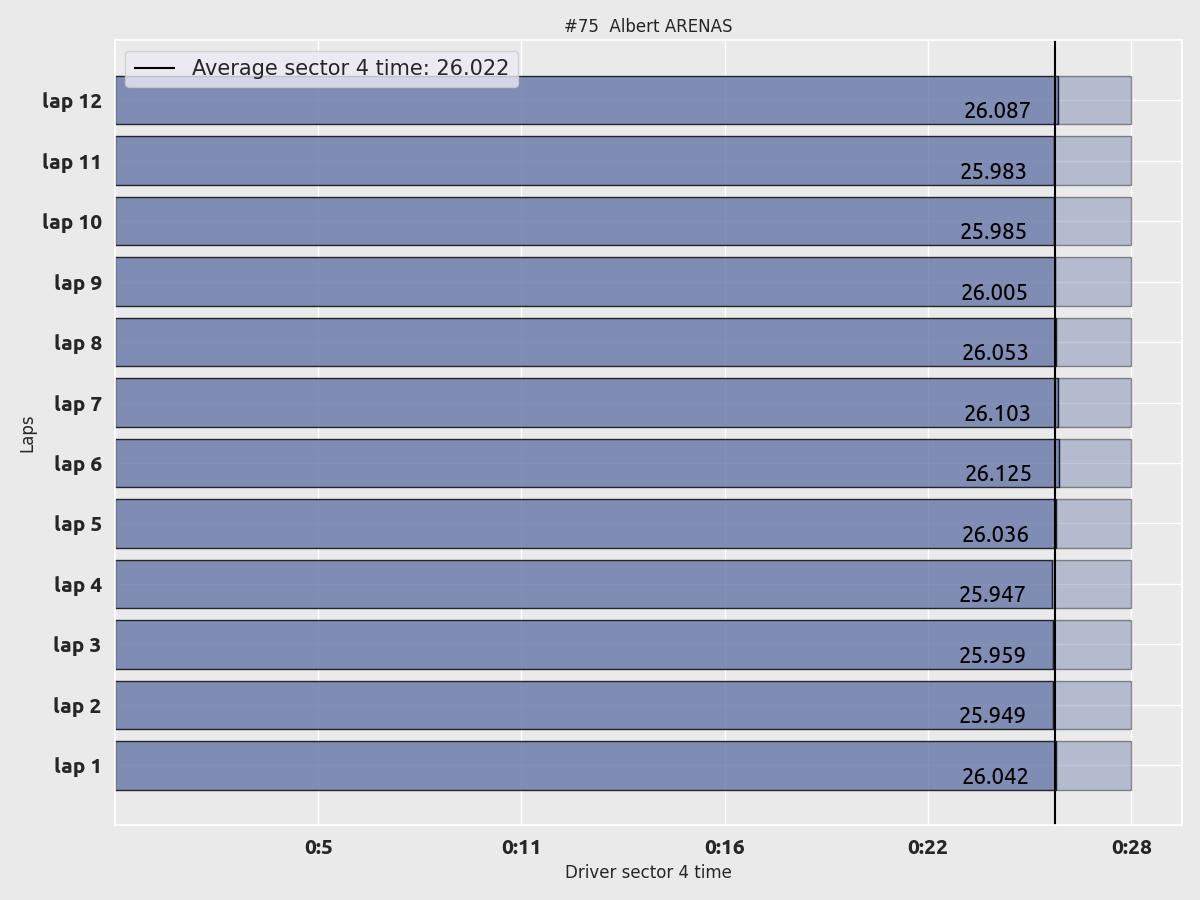 #75  Albert ARENAS
Average sector 4 time: 26.022
lap 12
26.087
lap 11
25.983
lap 10
25.985
lap 9
26.005
lap 8
26.053
lap 7
26.103
lap 6
26.125
lap 5
26.036
lap 4
25.947
lap 3
25.959
lap 2
25.949
lap 1
26.042
Laps
0:5 0:11 0:16 0:22 0:28
Driver sector 4 time